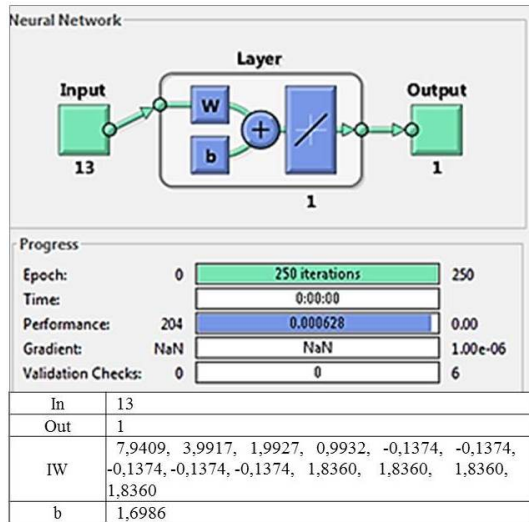 Neural Network
Layer
Input
Output
W
b
+
13
1
1
Progress
Epoch: 0 250 iterations 250
Time: 0:00:00
Performance: 204 0.000628 0.00
Gradient: NaN NaN 1.00e-06
Validation Checks: 0 0 6
In 13
Out 1
IW 7,9409, 3,9917, 1,9927, 0,9932, -0,1374, -0,1374,
-0,1374, -0,1374, -0,1374, 1,8360, 1,8360, 1,8360,
1,8360
b 1,6986